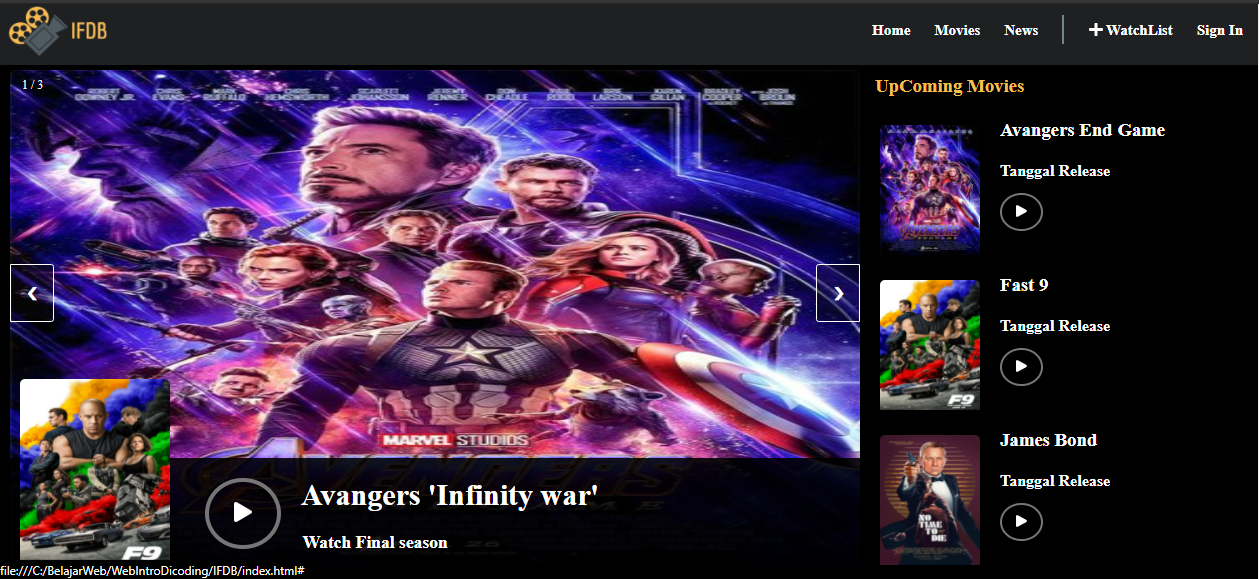 IFDB
Home Movies News WatchList Sign In
1 / 3
ROBERT DOWNEY JR. CHRIS EVANS MARK RUFFALO CHRIS HEMSWORTH SCARLETT JOHANSSON JEREMY RENNER DON CHEADLE PAUL RUDD BRIE LARSON KAREN GILLAN BRADLEY COOPER JOSH BROLIN
MARVEL STUDIOS
AVENGERS
F9
Avangers 'Infinity war'
Watch Final season
UpComing Movies
Avangers End Game
Tanggal Release
Fast 9
Tanggal Release
F9
James Bond
Tanggal Release
NO
TIME
TO
DIE
file:///C:/BelajarWeb/WebIntroDicoding/IFDB/index.html#